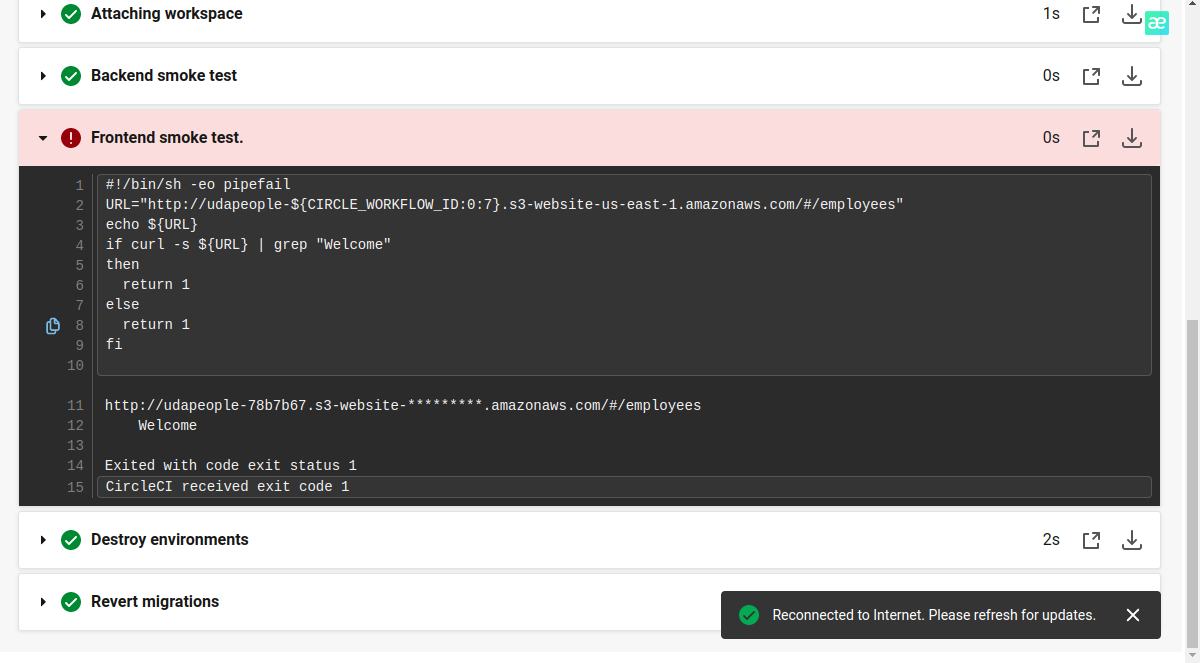 Attaching workspace 1s
æ
Backend smoke test 0s
Frontend smoke test. 0s
1 #!/bin/sh -eo pipefail
2 URL="http://udapeople-${CIRCLE_WORKFLOW_ID:0:7}.s3-website-us-east-1.amazonaws.com/#/employees"
3 echo ${URL}
4 if curl -s ${URL} | grep "Welcome"
5 then
6   return 1
7 else
8   return 1
9 fi
10
11 http://udapeople-78b7b67.s3-website-*********.amazonaws.com/#/employees
12     Welcome
13
14 Exited with code exit status 1
15 CircleCI received exit code 1
Destroy environments 2s
Revert migrations
Reconnected to Internet. Please refresh for updates.